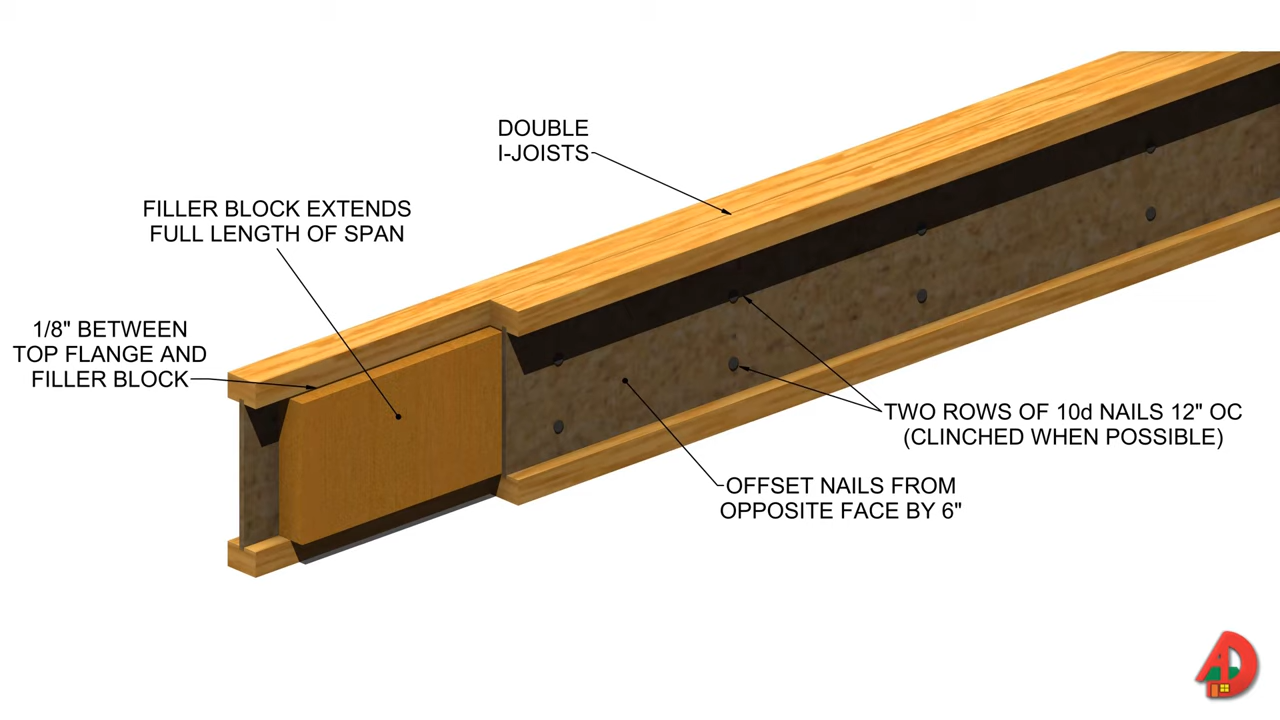 DOUBLE
I-JOISTS
FILLER BLOCK EXTENDS
FULL LENGTH OF SPAN
1/8" BETWEEN
TOP FLANGE AND
FILLER BLOCK
TWO ROWS OF 10d NAILS 12" OC
(CLINCHED WHEN POSSIBLE)
OFFSET NAILS FROM
OPPOSITE FACE BY 6"
AD